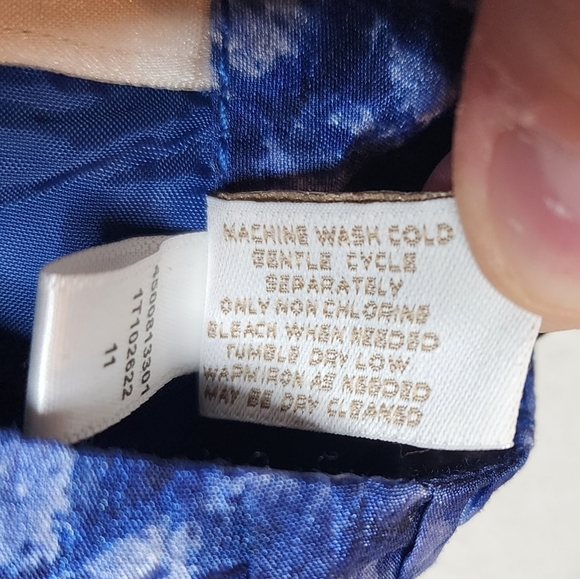 MACHINE WASH COLD
GENTLE CYCLE
SEPARATELY
ONLY NON CHLORINE
BLEACH WHEN NEEDED
TUMBLE DRY LOW
WARM IRON AS NEEDED
MAY BE DRY CLEANED
4500813301
1T102622
11